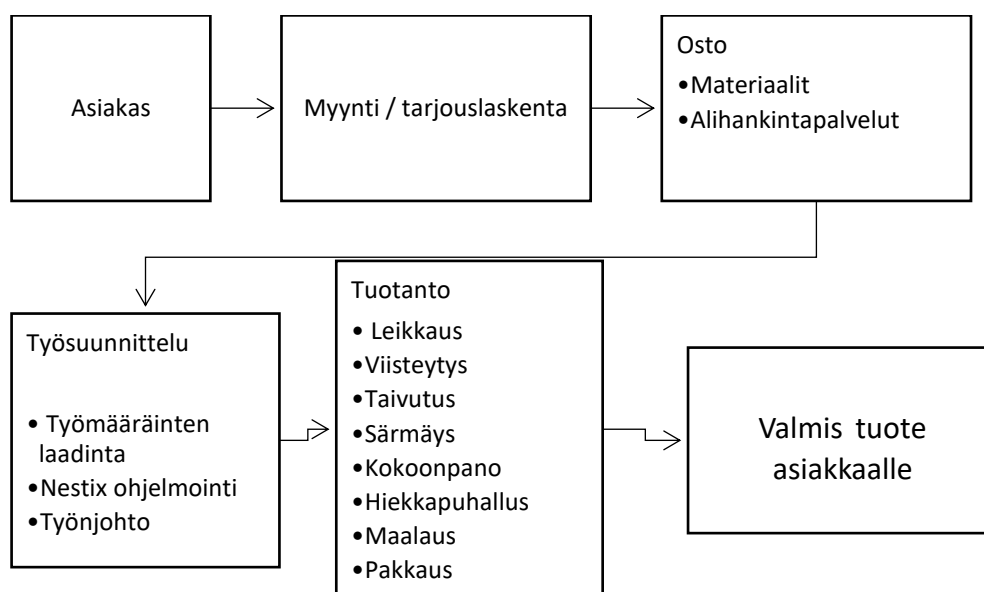 Asiakas
Myynti / tarjouslaskenta
Osto
•Materiaalit
•Alihankintapalvelut
Työsuunnittelu
• Työmääräinten
laadinta
•Nestix ohjelmointi
•Työnjohto
Tuotanto
• Leikkaus
•Viisteytys
•Taivutus
•Särmäys
•Kokoonpano
•Hiekkapuhallus
•Maalaus
•Pakkaus
Valmis tuote
asiakkaalle